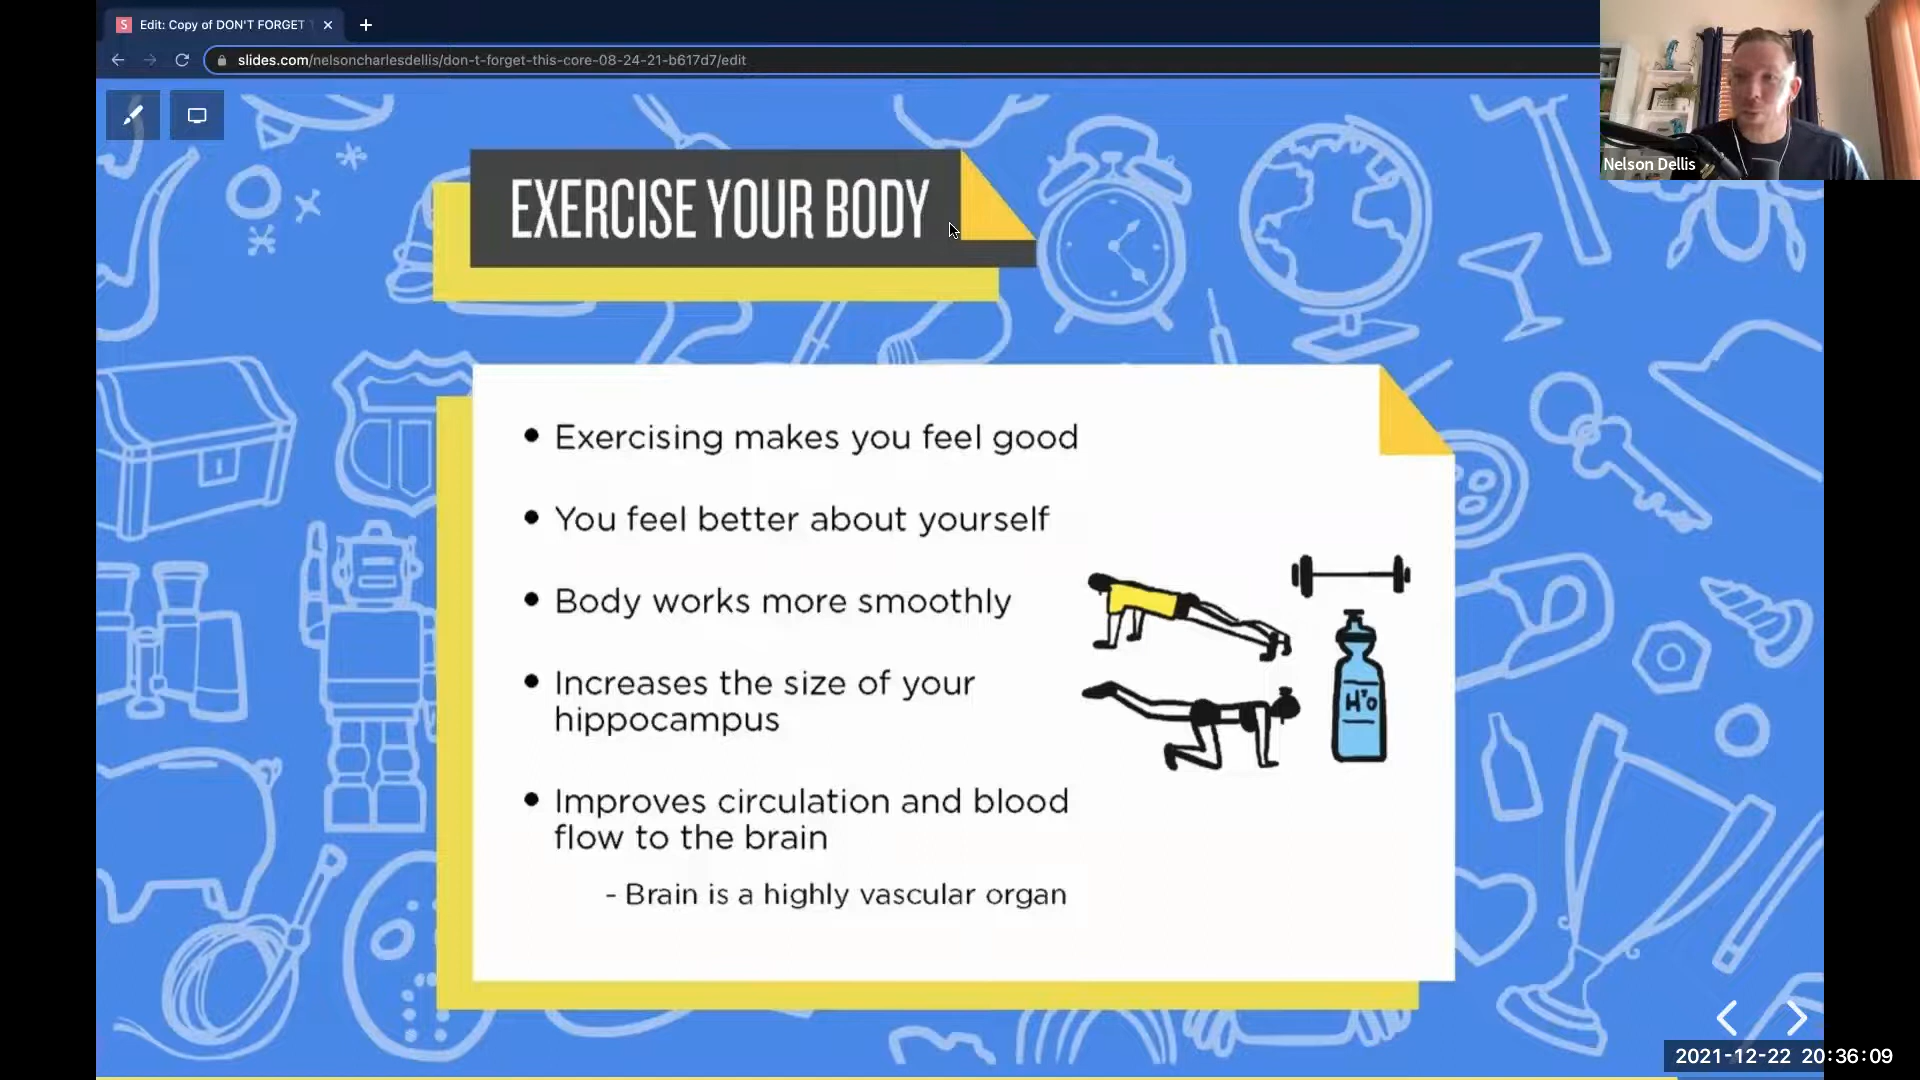 Edit: Copy of DON'T FORGET
slides.com/nelsoncharlesdellis/don-t-forget-this-core-08-24-21-b617d7/edit
Nelson Dellis
EXERCISE YOUR BODY
• Exercising makes you feel good
• You feel better about yourself
• Body works more smoothly
• Increases the size of your
hippocampus
• Improves circulation and blood
flow to the brain
- Brain is a highly vascular organ
H²O
2021-12-22 20:36:09